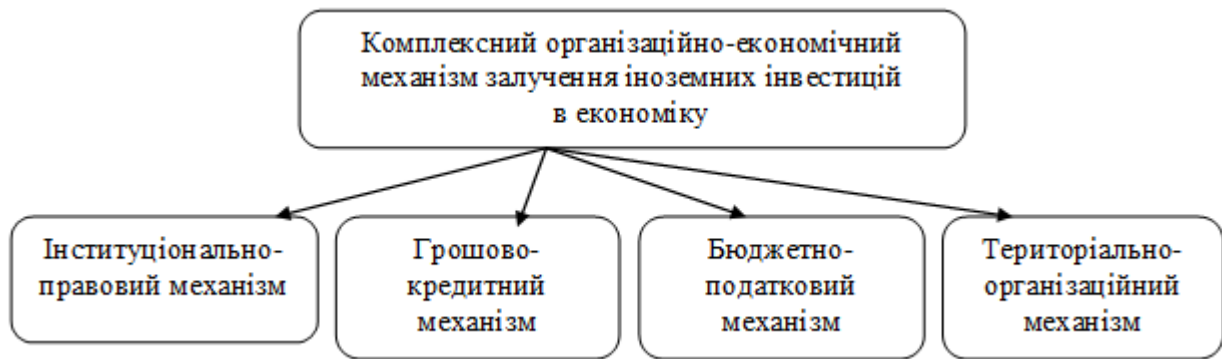 Комплексний організаційно-економічний
механізм залучення іноземних інвестицій
в економіку
Інституціонально-
правовий механізм
Грошово-
кредитний
механізм
Бюджетно-
податковий
механізм
Територіально-
організаційний
механізм